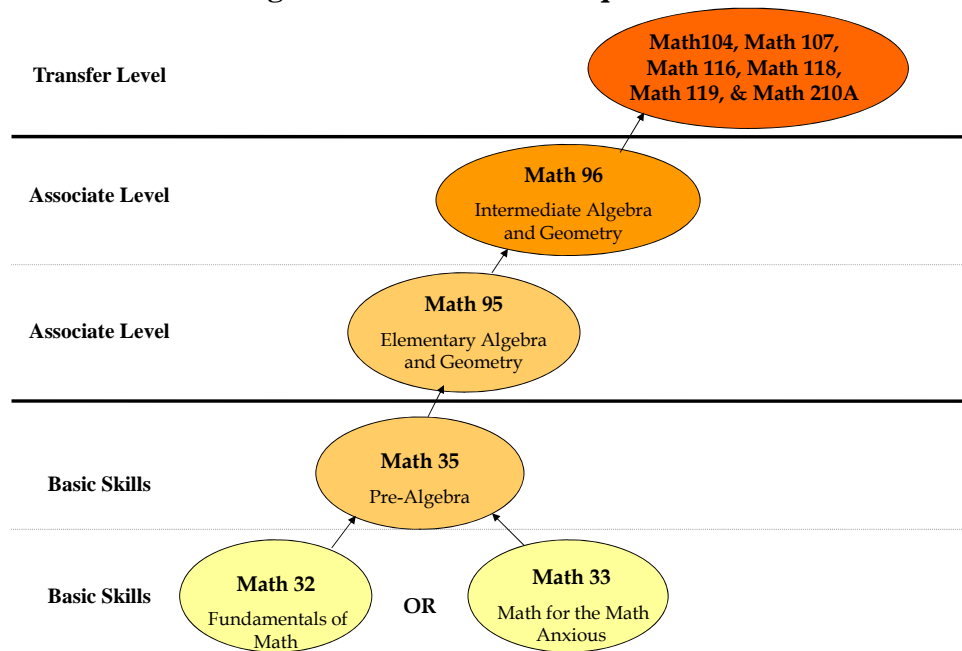 Transfer Level
Math104, Math 107,
Math 116, Math 118,
Math 119, & Math 210A
Associate Level
Math 96
Intermediate Algebra
and Geometry
Associate Level
Math 95
Elementary Algebra
and Geometry
Basic Skills
Math 35
Pre-Algebra
Basic Skills
Math 32
Fundamentals of
Math
OR
Math 33
Math for the Math
Anxious